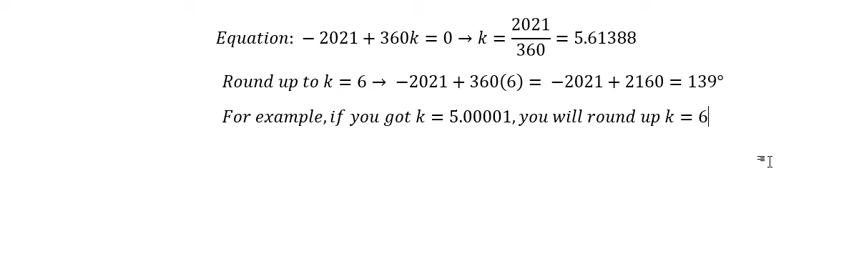 Equation: − 2021 + 360k = 0 → k = 2021/360 = 5.61388
Round up to k = 6 → −2021 + 360(6) = −2021 + 2160 = 139°
For example, if you got k = 5.00001, you will round up k = 6